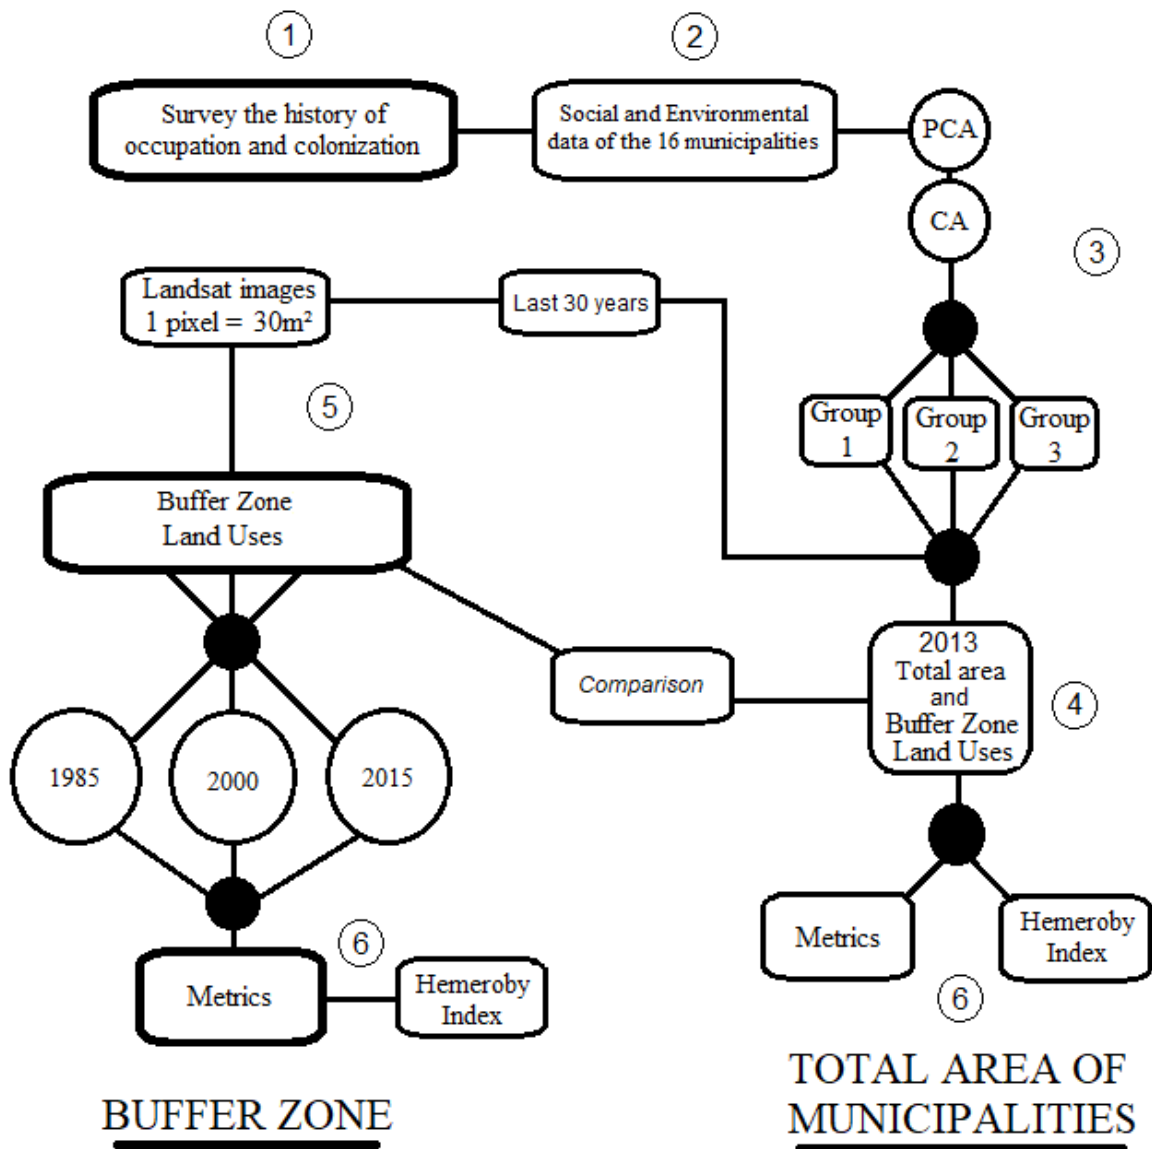 1
2
Survey the history of
occupation and colonization
Social and Environmental
data of the 16 municipalities
PCA
CA
3
Landsat images
1 pixel = 30m²
Last 30 years
5
Group
1
Group
2
Group
3
Buffer Zone
Land Uses
Comparison
2013
Total area
and
Buffer Zone
Land Uses
4
1985
2000
2015
6
Metrics
Hemeroby
Index
Metrics
Hemeroby
Index
6
BUFFER ZONE
TOTAL AREA OF
MUNICIPALITIES